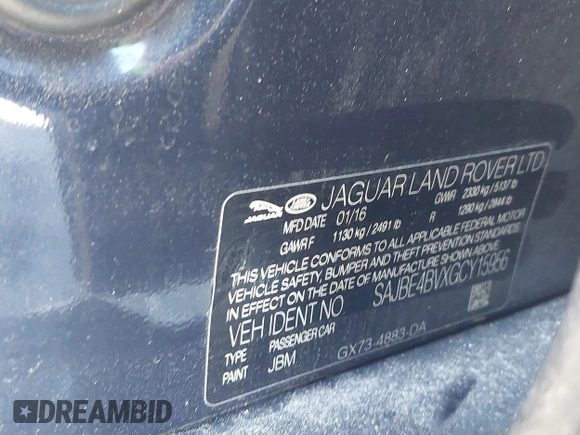 JAGUAR LAND ROVER JAGUAR LAND ROVER LTD
MFD DATE 01/16 GVWR 2330 kg / 5137 lb
GAWR F 1130 kg / 2491 lb R 1290 kg / 2844 lb
THIS VEHICLE CONFORMS TO ALL APPLICABLE FEDERAL MOTOR
VEHICLE SAFETY, BUMPER AND THEFT PREVENTION STANDARDS
IN EFFECT ON THE DATE OF MANUFACTURE SHOWN ABOVE.
VEH IDENT NO SAJBE4BVXGCY15956
TYPE PASSENGER CAR
PAINT JBM GX73-4883-DA
DREAMBID